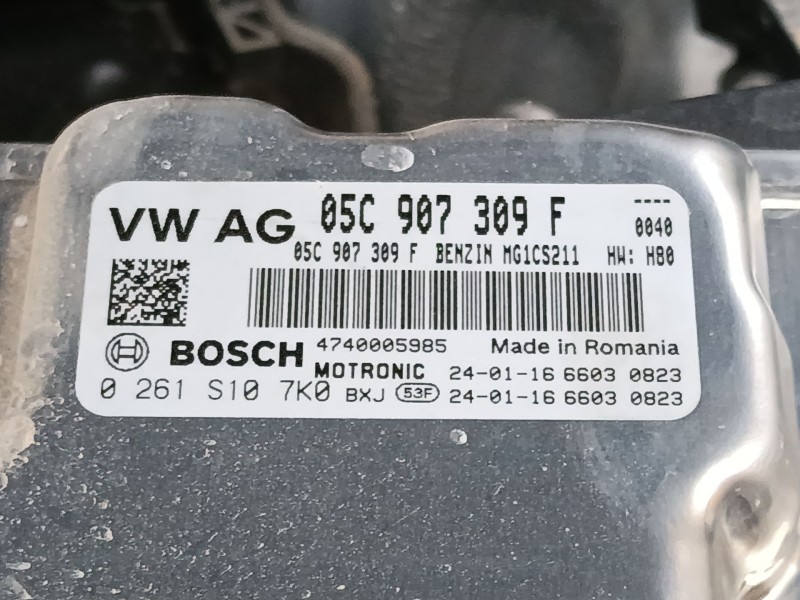 VW AG 05C 907 309 F ----
0040
05C 907 309 F BENZIN MG1CS211 HW: H80
4740005985 Made in Romania
BOSCH
MOTRONIC 24-01-16 6603 0823
0 261 S10 7K0 BXJ 53F 24-01-16 6603 0823